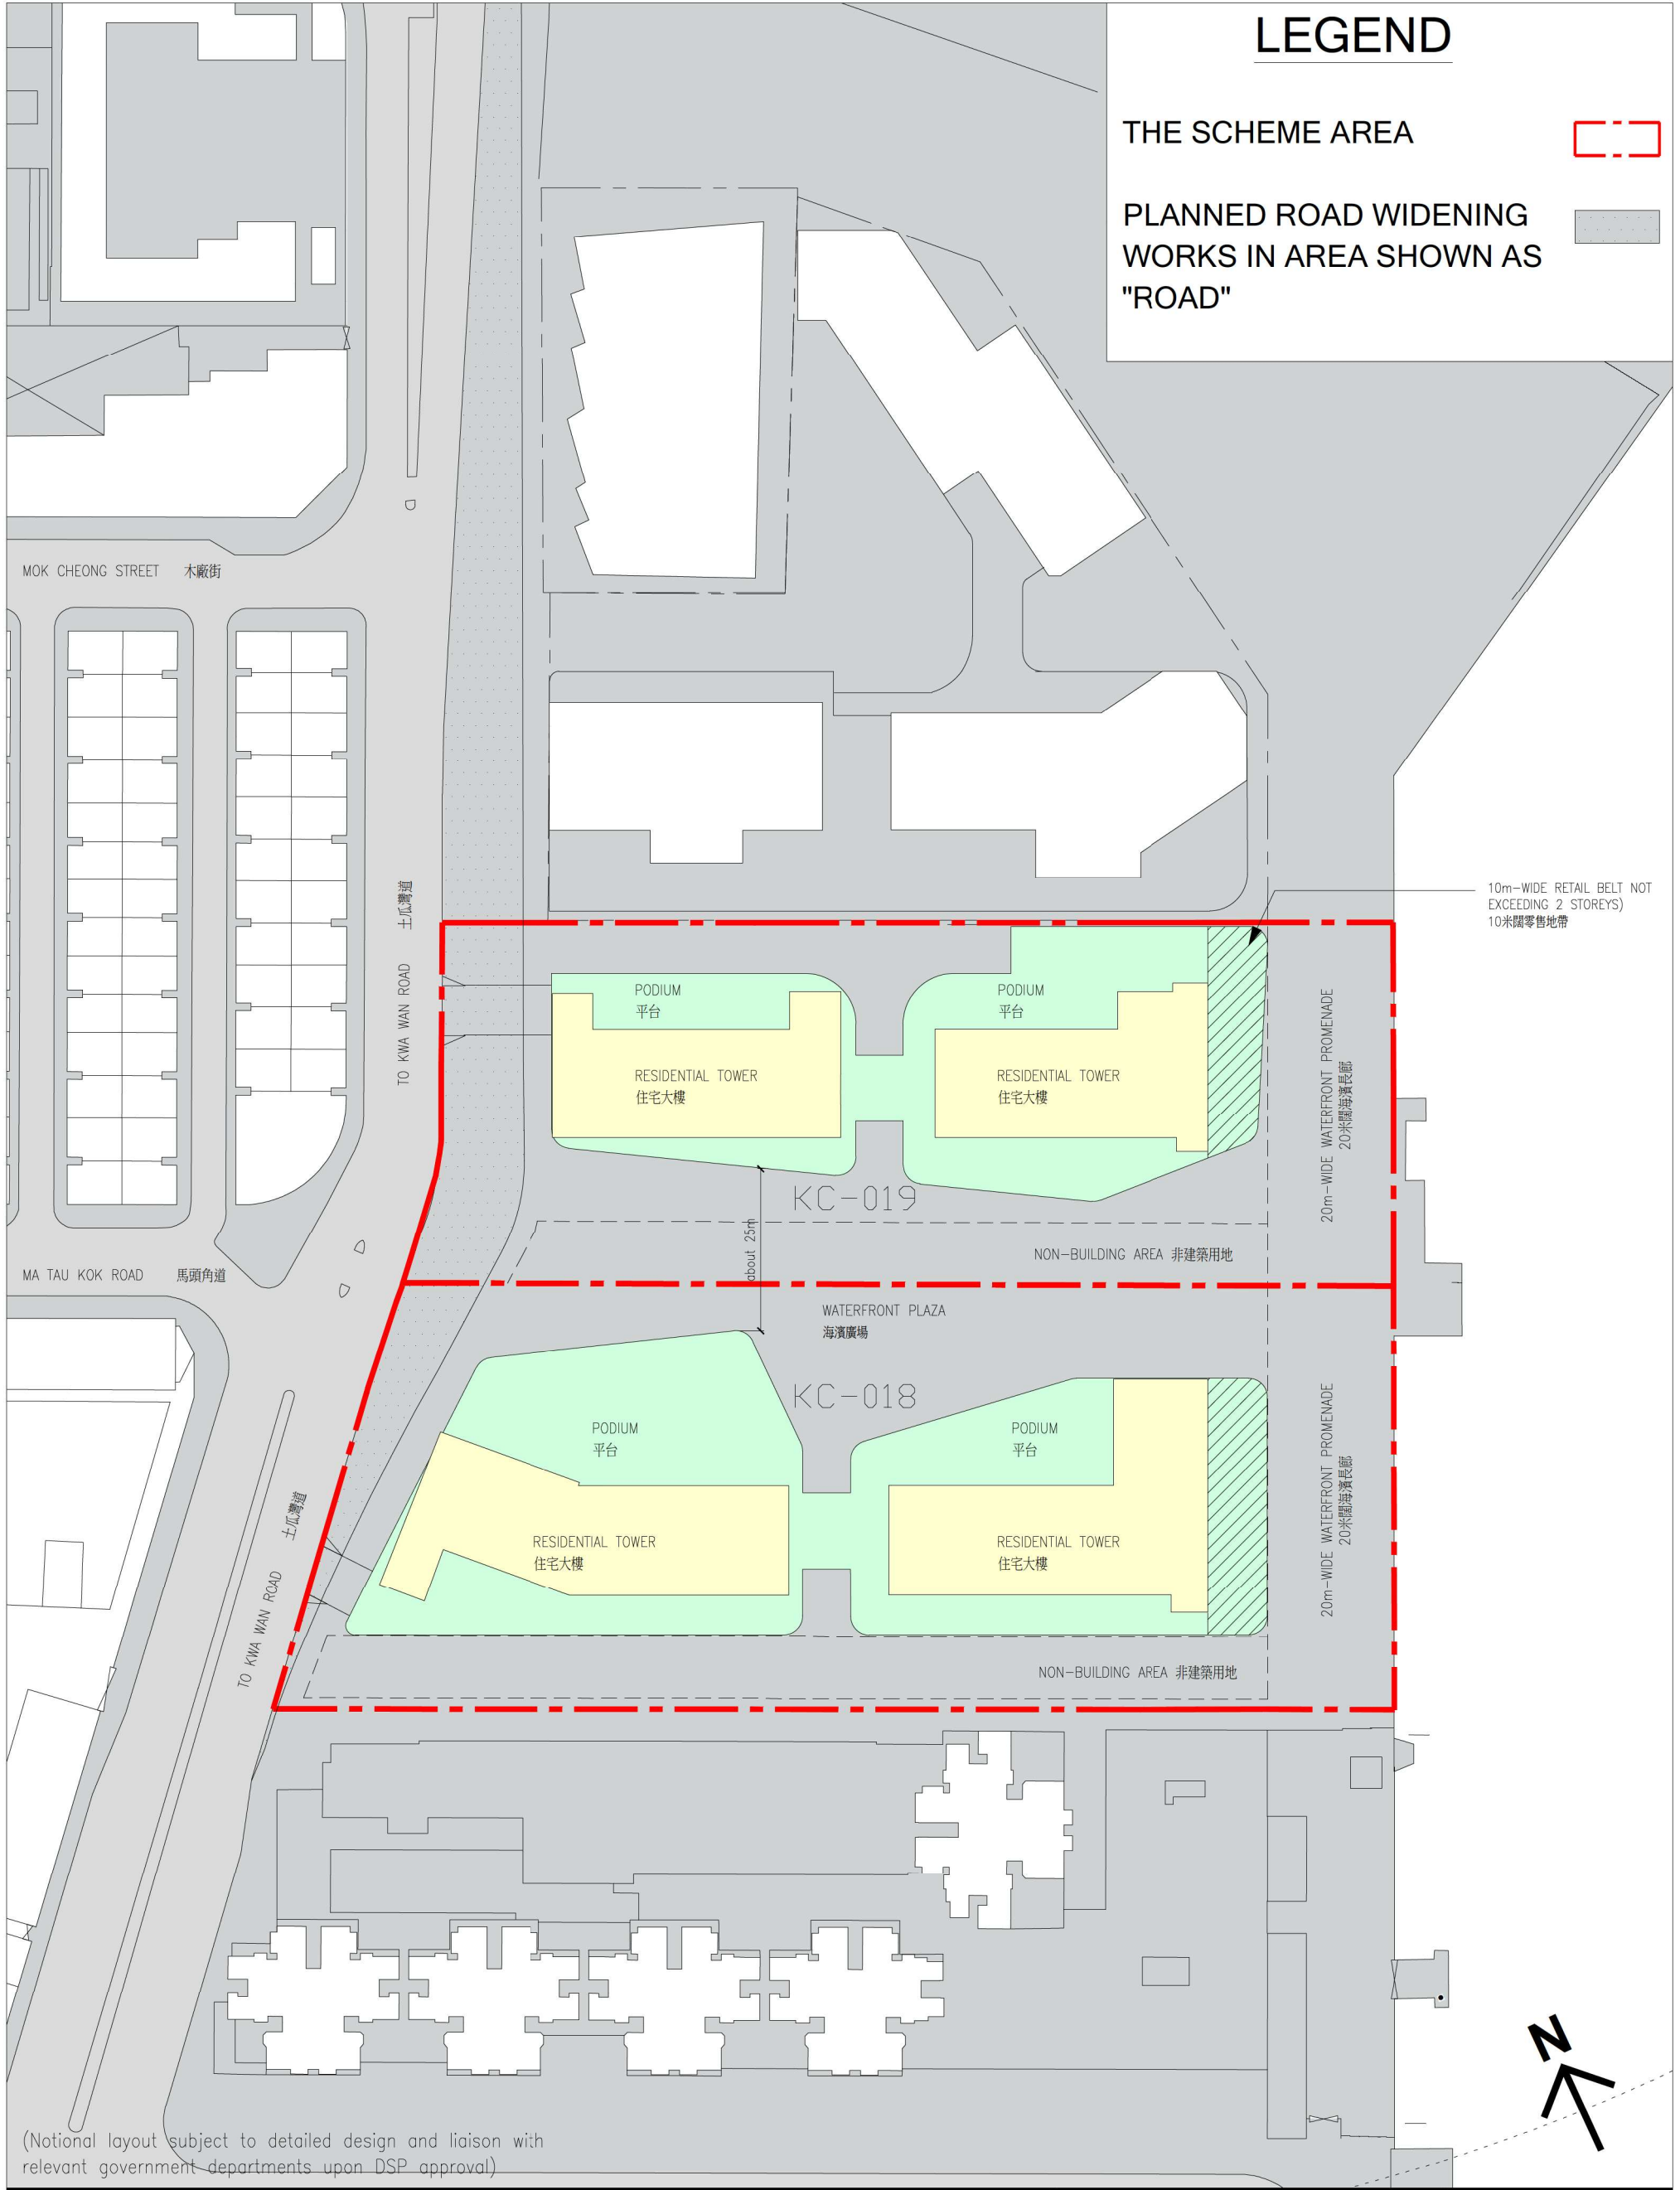 LEGEND
THE SCHEME AREA
PLANNED ROAD WIDENING
WORKS IN AREA SHOWN AS
"ROAD"
MOK CHEONG STREET 木廠街
TO KWA WAN ROAD 土瓜灣道
10m-WIDE RETAIL BELT NOT
EXCEEDING 2 STOREYS)
10米闊零售地帶
PODIUM
平台
PODIUM
平台
RESIDENTIAL TOWER
住宅大樓
RESIDENTIAL TOWER
住宅大樓
20m-WIDE WATERFRONT PROMENADE
20米闊海濱長廊
KC-019
about 25m
NON-BUILDING AREA 非建築用地
MA TAU KOK ROAD 馬頭角道
WATERFRONT PLAZA
海濱廣場
KC-018
PODIUM
平台
PODIUM
平台
RESIDENTIAL TOWER
住宅大樓
RESIDENTIAL TOWER
住宅大樓
20m-WIDE WATERFRONT PROMENADE
20米闊海濱長廊
TO KWA WAN ROAD 土瓜灣道
NON-BUILDING AREA 非建築用地
N
(Notional layout subject to detailed design and liaison with
relevant government departments upon DSP approval)